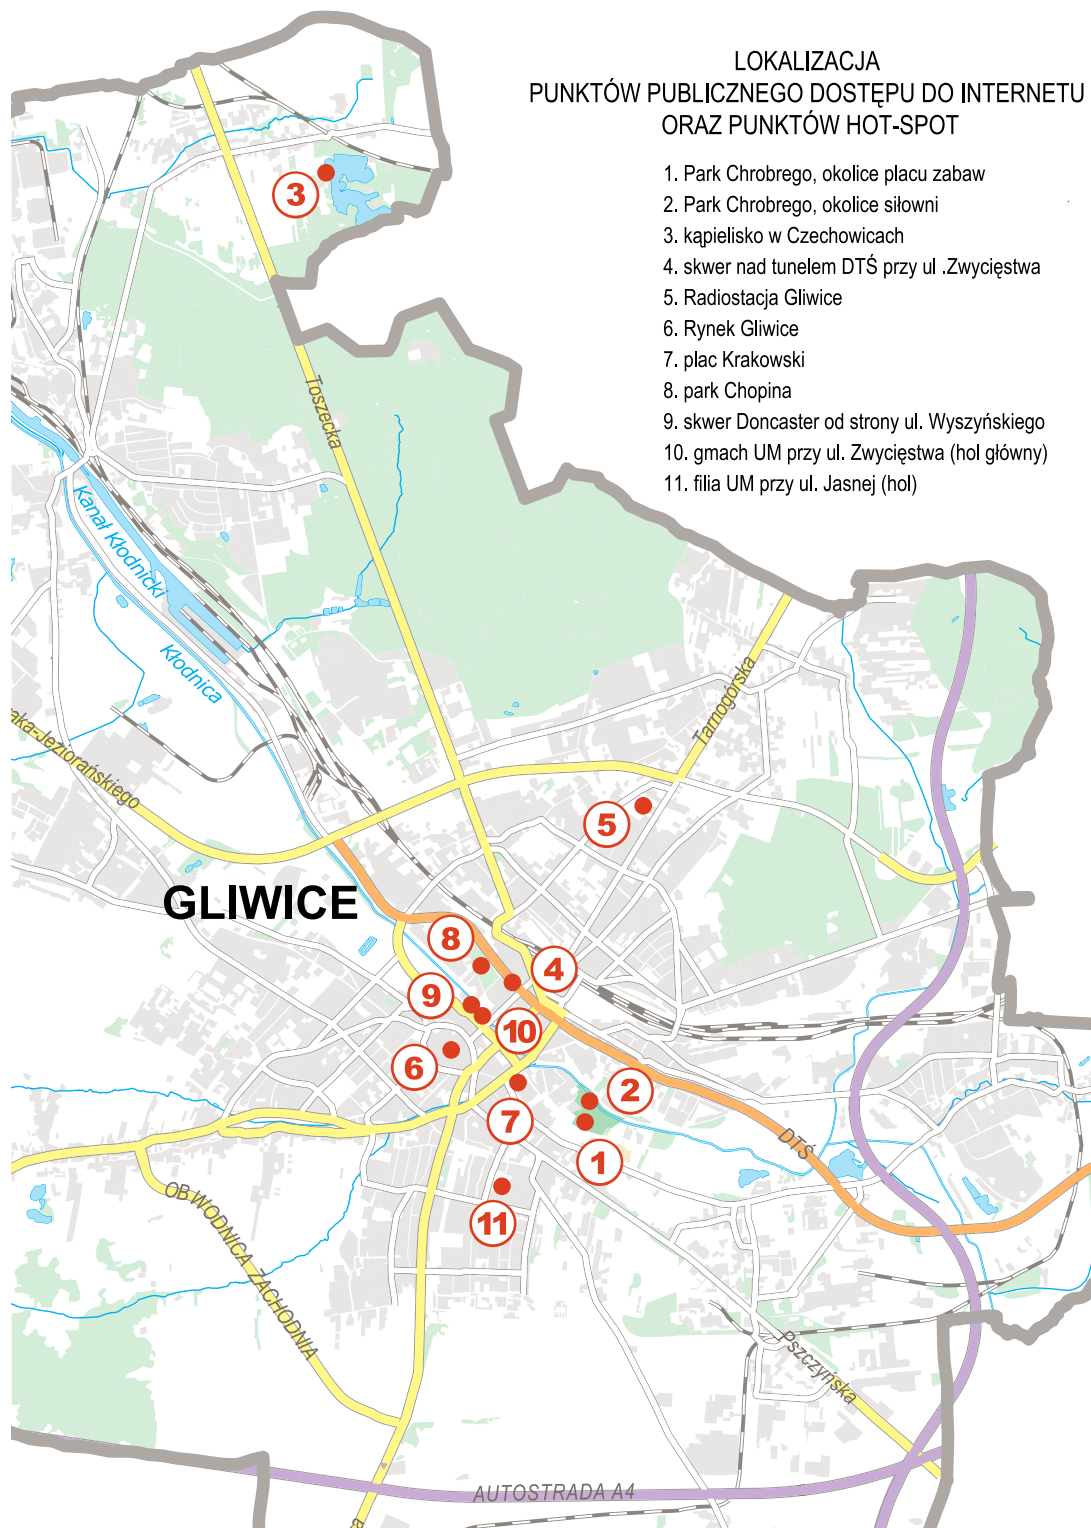 LOKALIZACJA
PUNKTÓW PUBLICZNEGO DOSTĘPU DO INTERNETU
ORAZ PUNKTÓW HOT-SPOT
1. Park Chrobrego, okolice placu zabaw
2. Park Chrobrego, okolice siłowni
3. kąpielisko w Czechowicach
4. skwer nad tunelem DTŚ przy ul .Zwycięstwa
5. Radiostacja Gliwice
6. Rynek Gliwice
7. plac Krakowski
8. park Chopina
9. skwer Doncaster od strony ul. Wyszyńskiego
10. gmach UM przy ul. Zwycięstwa (hol główny)
11. filia UM przy ul. Jasnej (hol)
3
Toszecka
Kanał Kłodnicki
Kłodnica
Tarnogórska
aka-Jeziorańskiego
5
GLIWICE
8
4
9
10
6
2
7
1
DTŚ
11
OBWODNICA ZACHODNIA
Pszczyńska
AUTOSTRADA A4
a